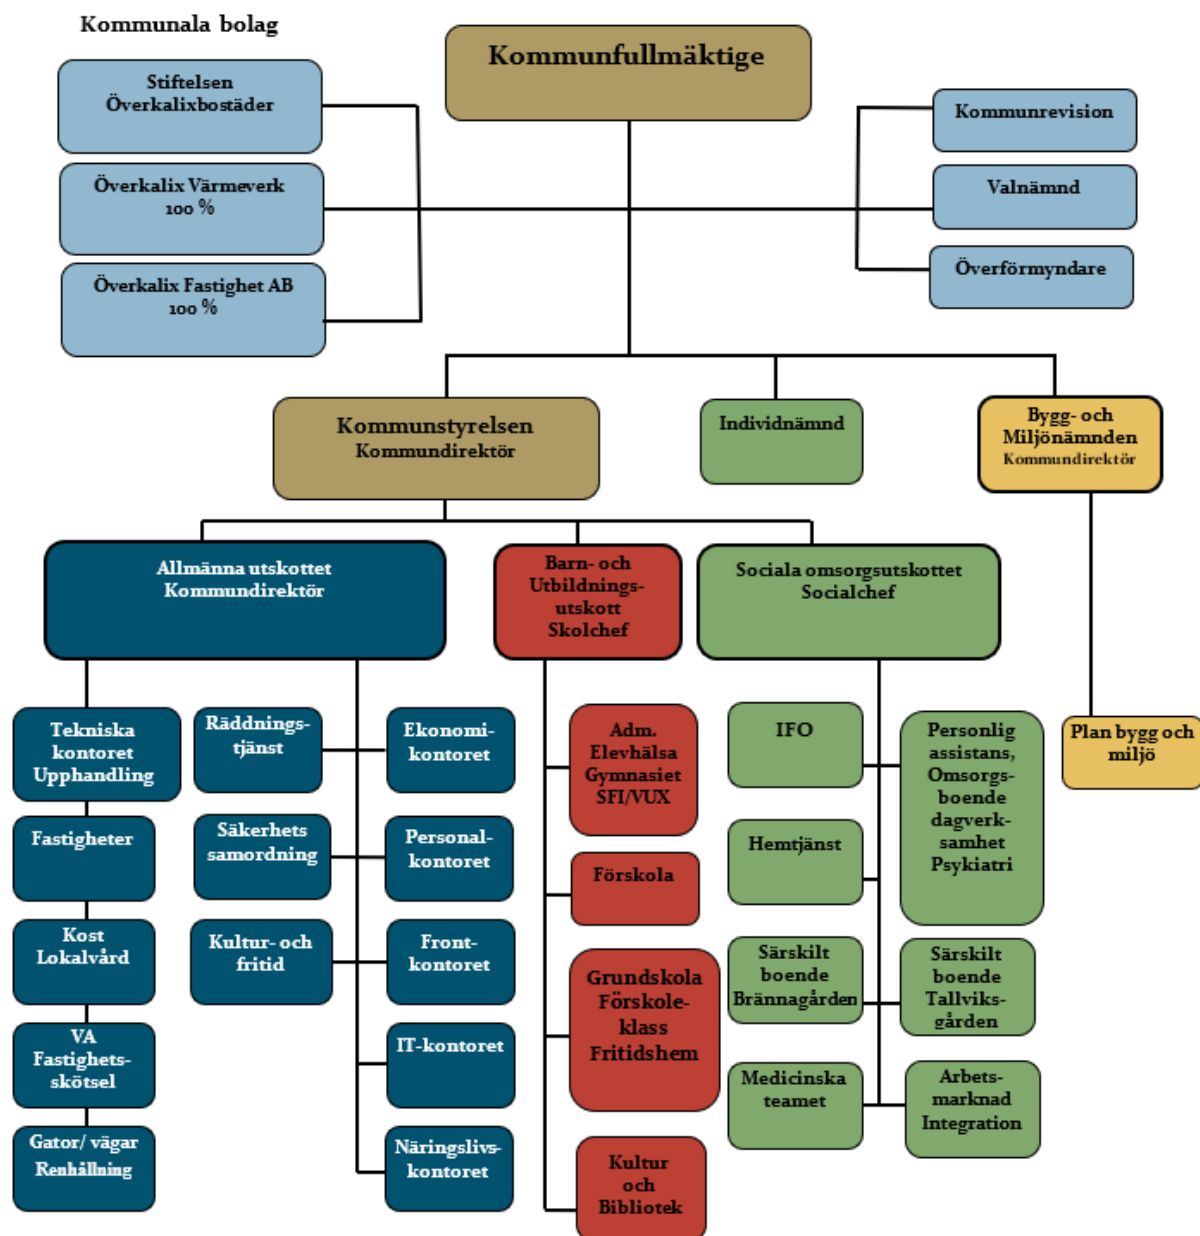 Kommunala bolag
Kommunfullmäktige
Stiftelsen
Överkalixbostäder
Överkalix Värmeverk
100 %
Överkalix Fastighet AB
100 %
Kommunrevision
Valnämnd
Överförmyndare
Kommunstyrelsen
Kommundirektör
Individnämnd
Bygg- och
Miljönämnden
Kommundirektör
Allmänna utskottet
Kommundirektör
Barn- och
Utbildnings-
utskott
Skolchef
Sociala omsorgsutskottet
Socialchef
Tekniska
kontoret
Upphandling
Fastigheter
Kost
Lokalvård
VA
Fastighets-
skötsel
Gator/ vägar
Renhållning
Räddnings-
tjänst
Säkerhets
samordning
Kultur- och
fritid
Ekonomi-
kontoret
Personal-
kontoret
Front-
kontoret
IT-kontoret
Näringslivs-
kontoret
Adm.
Elevhälsa
Gymnasiet
SFI/VUX
Förskola
Grundskola
Förskole-
klass
Fritidshem
Kultur
och
Bibliotek
IFO
Hemtjänst
Särskilt
boende
Brännagården
Medicinska
teamet
Personlig
assistans,
Omsorgs-
boende
dagverk-
samhet
Psykiatri
Särskilt
boende
Tallviks-
gården
Arbets-
marknad
Integration
Plan bygg och
miljö